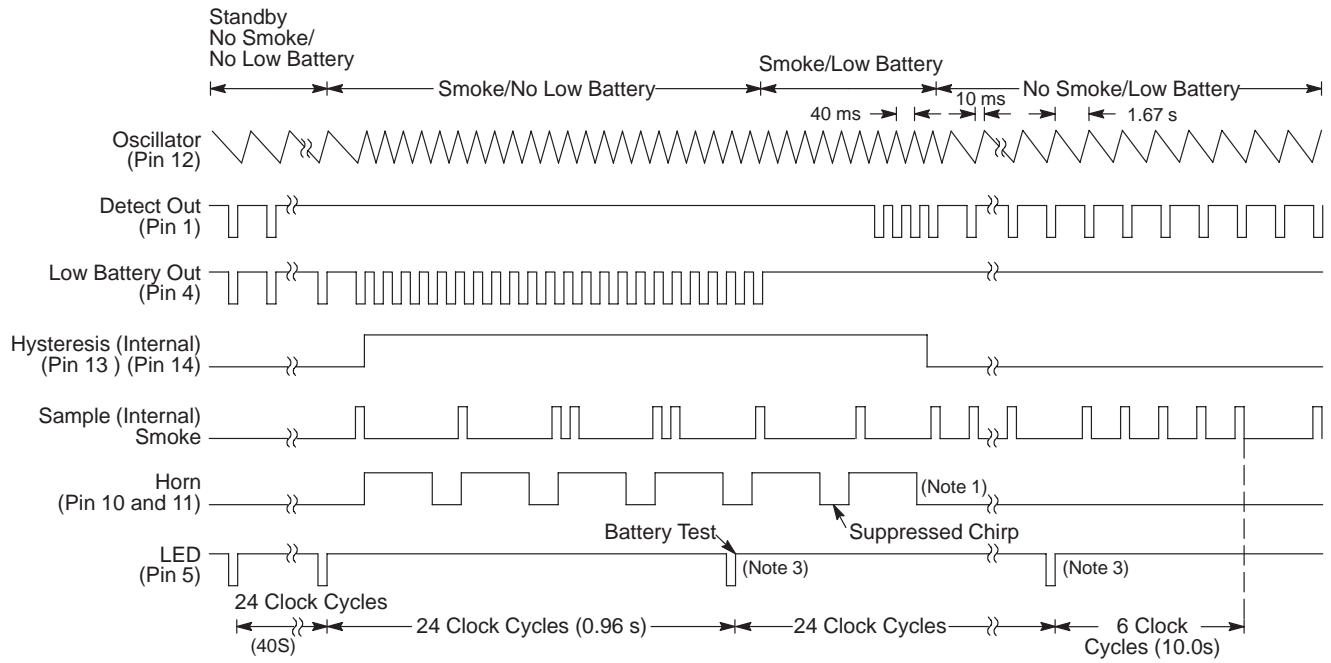 Standby
No Smoke/
No Low Battery
Smoke/No Low Battery
Smoke/Low Battery
No Smoke/Low Battery
40 ms
10 ms
1.67 s
Oscillator
(Pin 12)
Detect Out
(Pin 1)
Low Battery Out
(Pin 4)
Hysteresis (Internal)
(Pin 13 ) (Pin 14)
Sample (Internal)
Smoke
Horn
(Pin 10 and 11)
(Note 1)
Suppressed Chirp
Battery Test
LED
(Pin 5)
(Note 3)
(Note 3)
24 Clock Cycles
(40S)
24 Clock Cycles (0.96 s)
24 Clock Cycles
6 Clock
Cycles (10.0s)